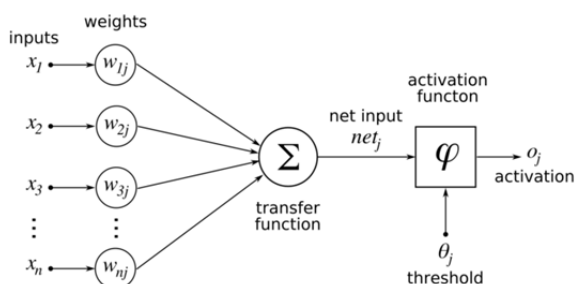 inputs
weights
x₁
w₁ⱼ
x₂
w₂ⱼ
x₃
w₃ⱼ
⋮ ⋮
xₙ
wₙⱼ
Σ
transfer
function
net input
netⱼ
activation
functon
φ
oⱼ
activation
θⱼ
threshold